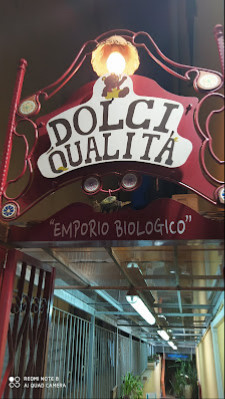 DOLCI
QUALITÀ
"EMPORIO BIOLOGICO"
REDMI NOTE 8
AI QUAD CAMERA